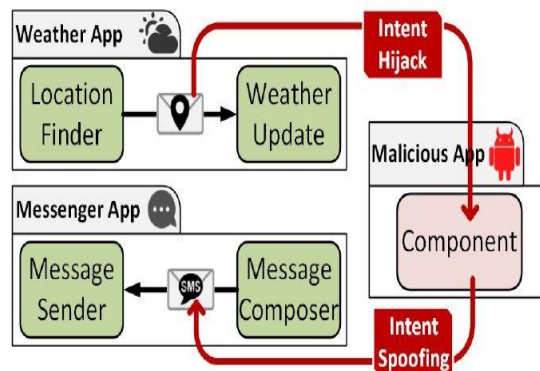 Weather App
Location
Finder
Weather
Update
Intent
Hijack
Malicious App
Component
Messenger App
Message
Sender
SMS
Message
Composer
Intent
Spoofing